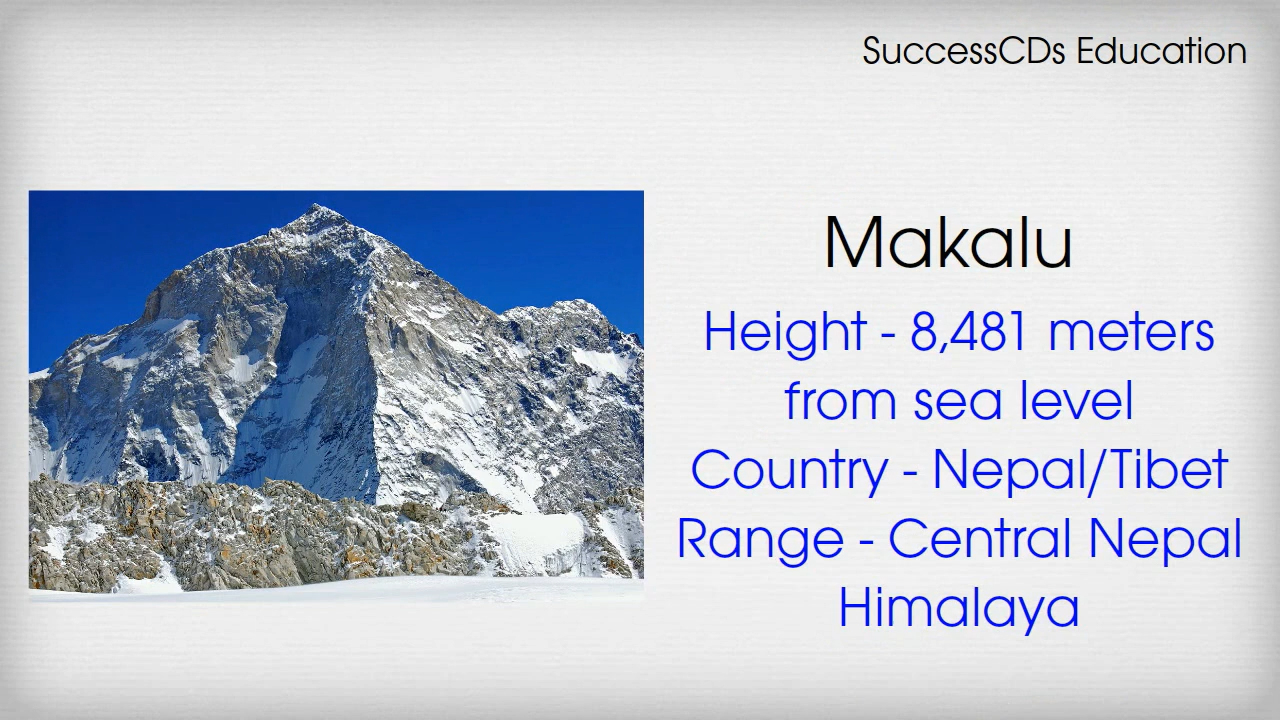 SuccessCDs Education
Makalu
Height - 8,481 meters
from sea level
Country - Nepal/Tibet
Range - Central Nepal
Himalaya